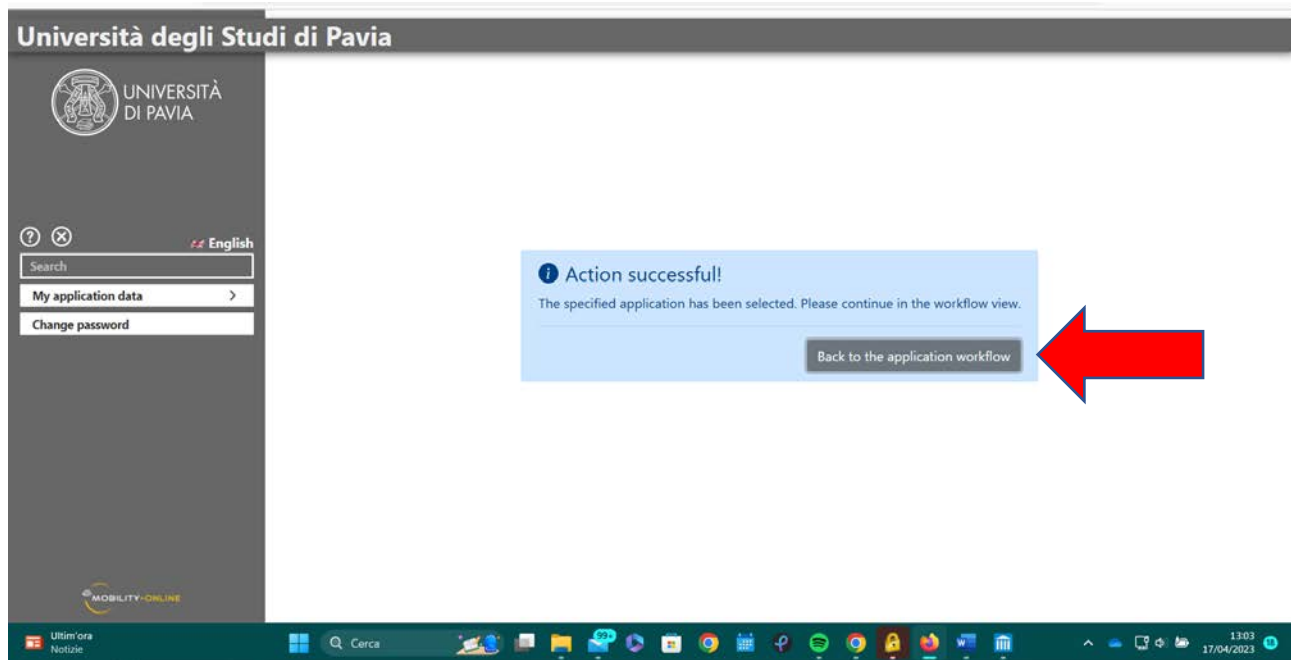 Università degli Studi di Pavia
UNIVERSITÀ
DI PAVIA
English
Search
My application data
Change password
Action successful!
The specified application has been selected. Please continue in the workflow view.
Back to the application workflow
MOBILITY-ONLINE
Ultim'ora
Notizie
Cerca
99+
13:03
17/04/2023
18